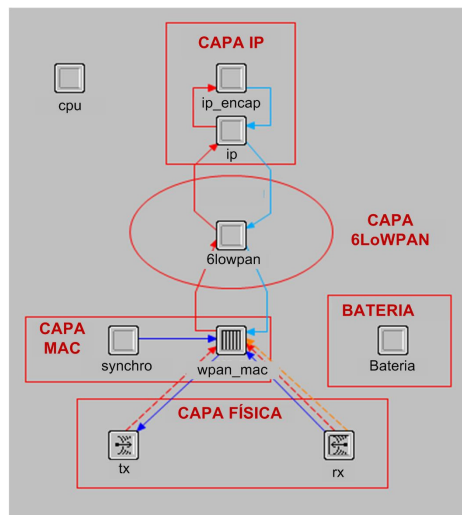 CAPA IP
cpu
ip_encap
ip
CAPA
6LoWPAN
6lowpan
CAPA
MAC
BATERIA
synchro
wpan_mac
Bateria
CAPA FÍSICA
tx
rx